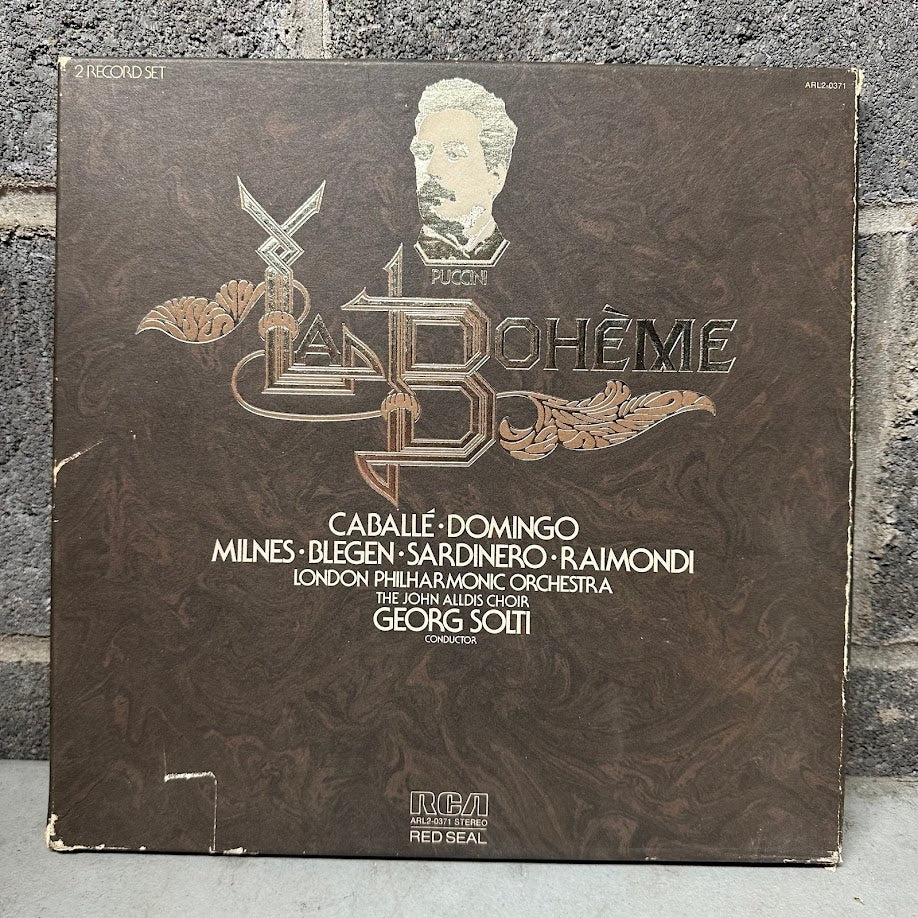 2 RECORD SET
ARL2-0371
PUCCINI
LA BOHÈME
CABALLÉ · DOMINGO
MILNES · BLEGEN · SARDINERO · RAIMONDI
LONDON PHILHARMONIC ORCHESTRA
THE JOHN ALLDIS CHOIR
GEORG SOLTI
CONDUCTOR
RCA
ARL2-0371 STEREO
RED SEAL